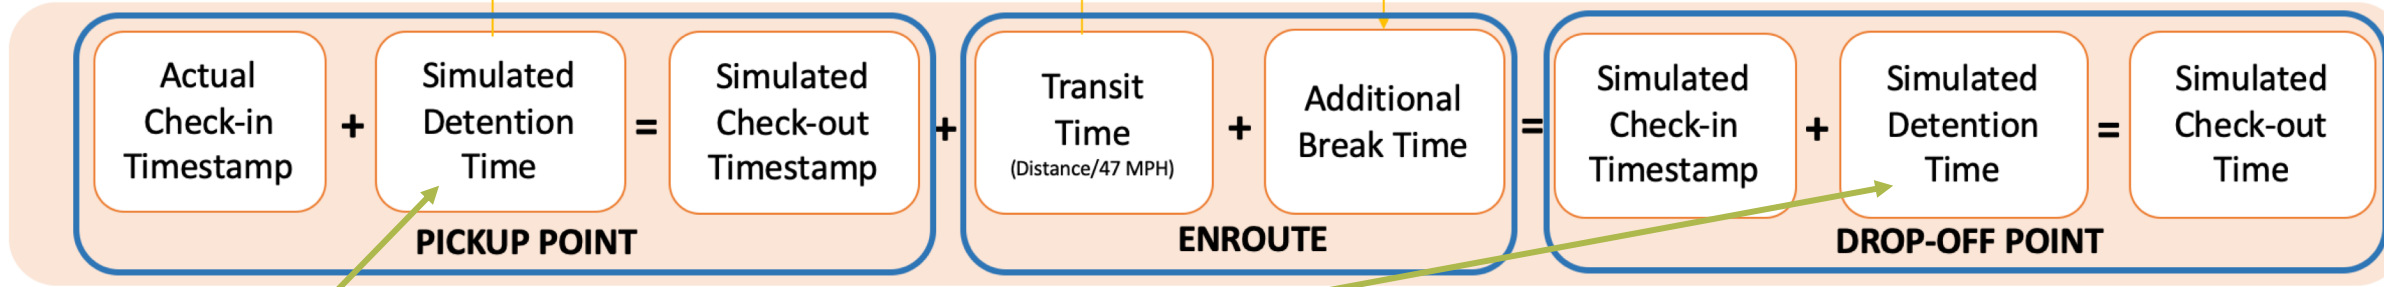 Actual
Check-in
Timestamp
+
Simulated
Detention
Time
=
Simulated
Check-out
Timestamp
PICKUP POINT
+
Transit
Time
(Distance/47 MPH)
+
Additional
Break Time
ENROUTE
=
Simulated
Check-in
Timestamp
+
Simulated
Detention
Time
=
Simulated
Check-out
Time
DROP-OFF POINT